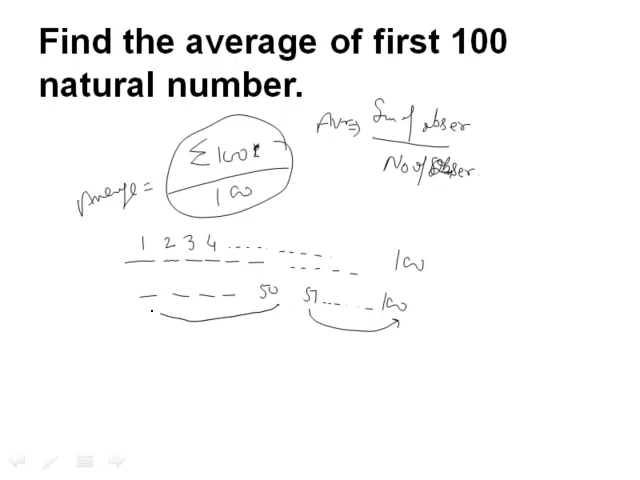 Find the average of first 100
natural number.
Average = Σ100
100
Avr ⇒ Sum of obser
No of obser.
1 2 3 4 ..... 100
50 51 ...... 100